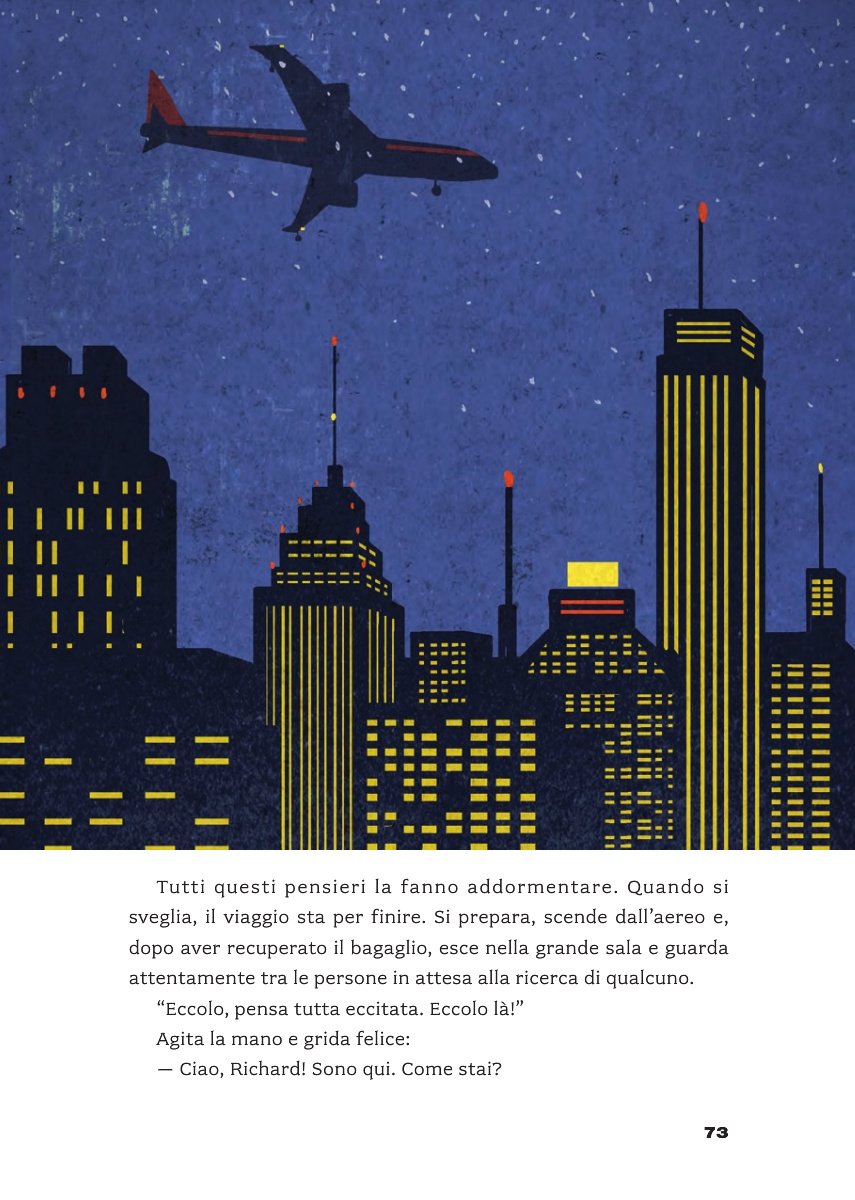 Tutti questi pensieri la fanno addormentare. Quando si
sveglia, il viaggio sta per finire. Si prepara, scende dall’aereo e,
dopo aver recuperato il bagaglio, esce nella grande sala e guarda
attentamente tra le persone in attesa alla ricerca di qualcuno.
“Eccolo, pensa tutta eccitata. Eccolo là!”
Agita la mano e grida felice:
— Ciao, Richard! Sono qui. Come stai?
73